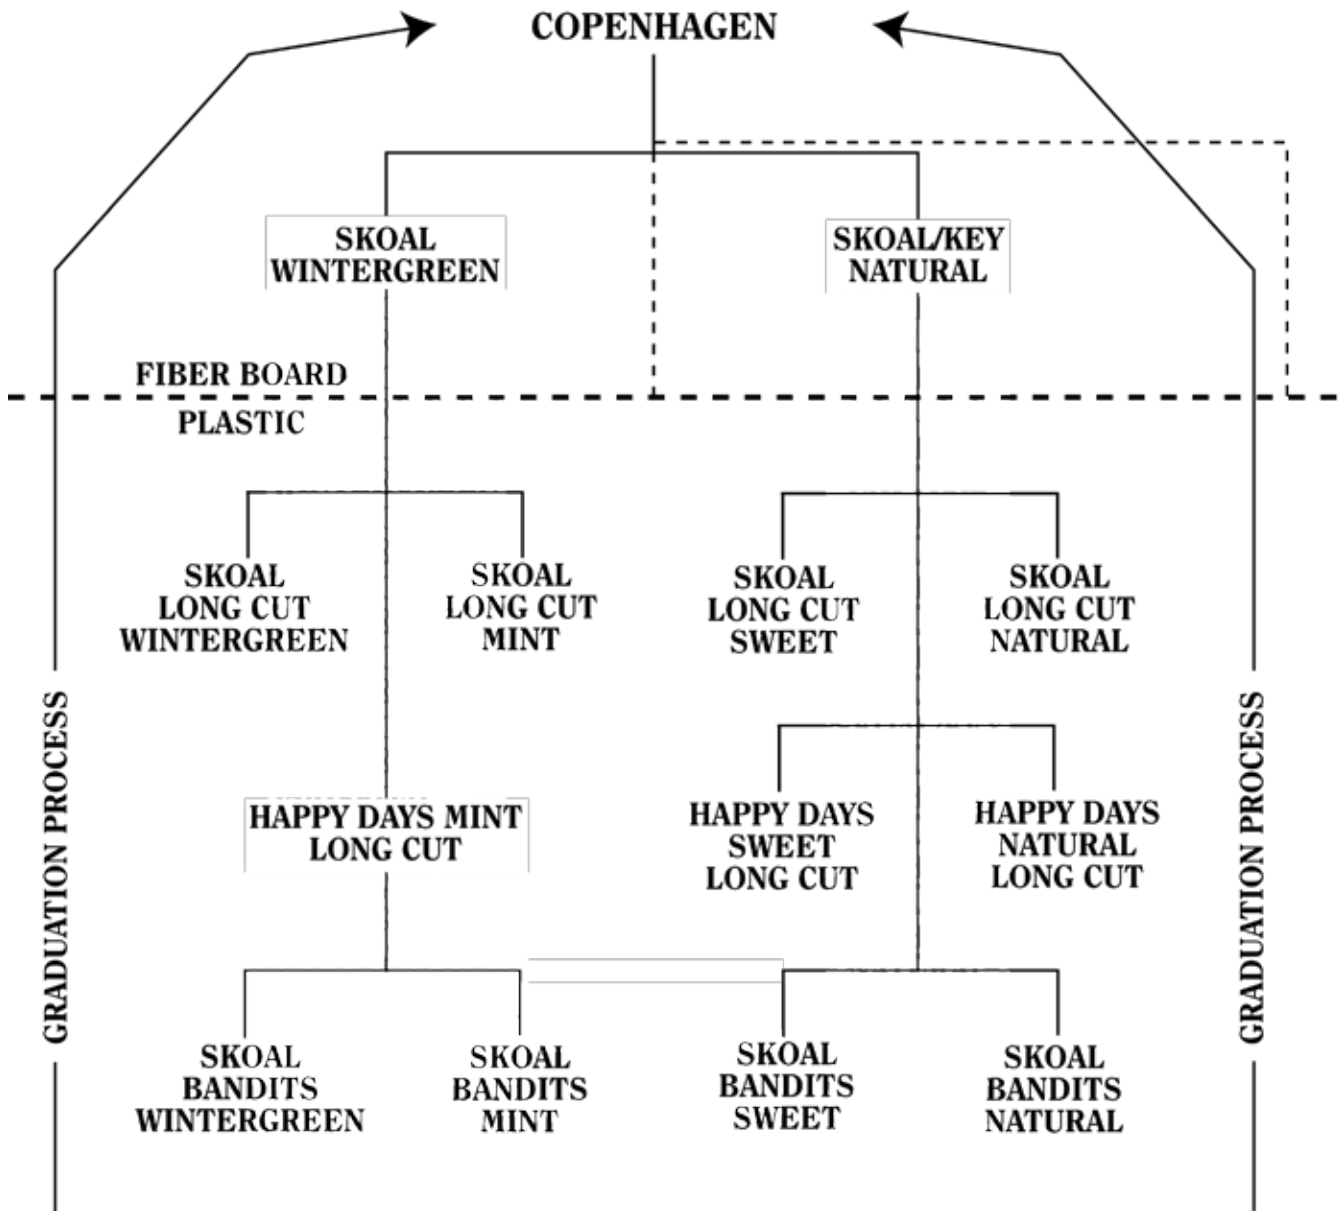 COPENHAGEN
SKOAL
WINTERGREEN
SKOAL/KEY
NATURAL
FIBER BOARD
PLASTIC
SKOAL
LONG CUT
WINTERGREEN
SKOAL
LONG CUT
MINT
SKOAL
LONG CUT
SWEET
SKOAL
LONG CUT
NATURAL
GRADUATION PROCESS
HAPPY DAYS MINT
LONG CUT
HAPPY DAYS
SWEET
LONG CUT
HAPPY DAYS
NATURAL
LONG CUT
GRADUATION PROCESS
SKOAL
BANDITS
WINTERGREEN
SKOAL
BANDITS
MINT
SKOAL
BANDITS
SWEET
SKOAL
BANDITS
NATURAL